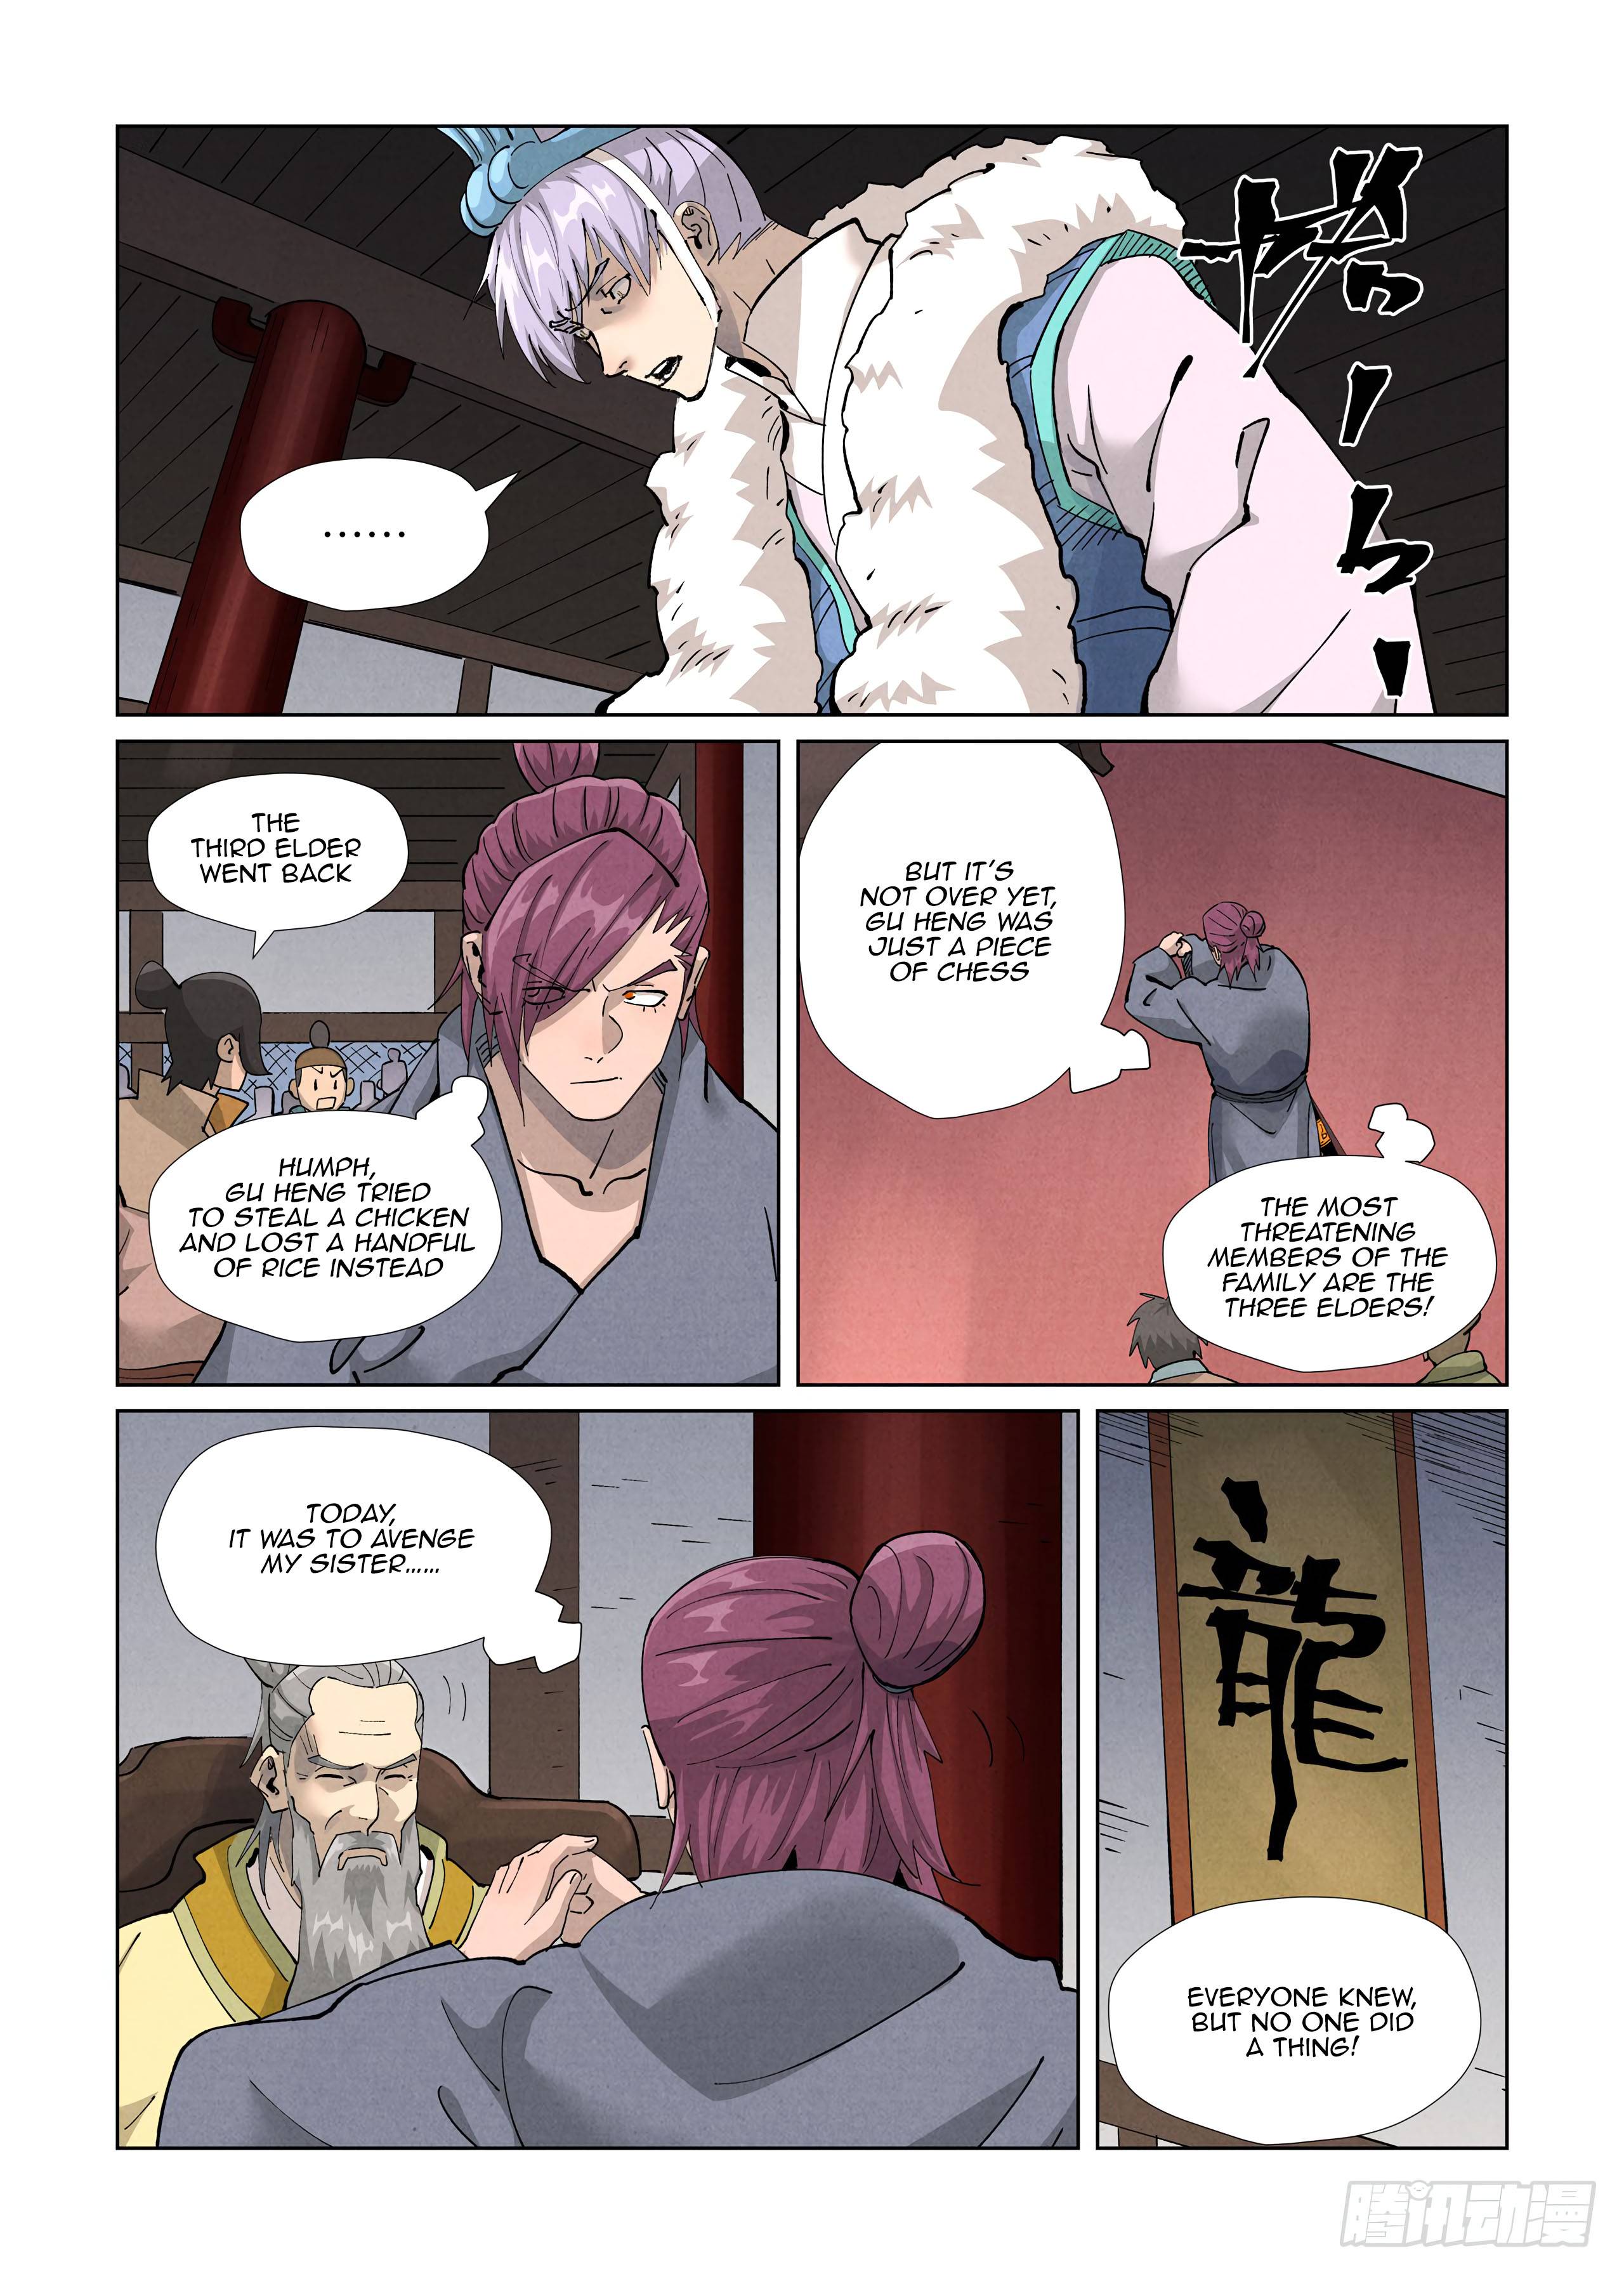 ......
THE
THIRD ELDER
WENT BACK
HUMPH,
GU HENG TRIED
TO STEAL A CHICKEN
AND LOST A HANDFUL
OF RICE INSTEAD
BUT IT'S
NOT OVER YET,
GU HENG WAS
JUST A PIECE
OF CHESS
THE MOST
THREATENING
MEMBERS OF THE
FAMILY ARE THE
THREE ELDERS!
TODAY,
IT WAS TO AVENGE
MY SISTER......
龍
EVERYONE KNEW,
BUT NO ONE DID
A THING!
腾讯动漫